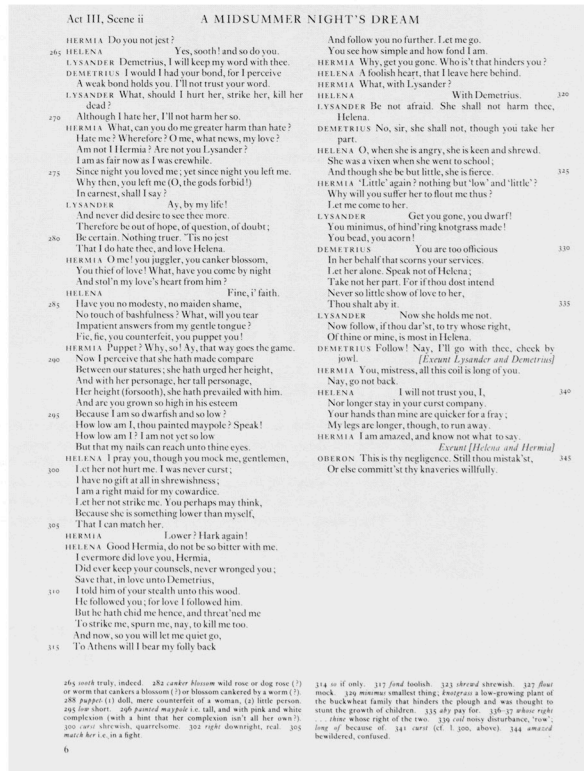 Act III, Scene ii A MIDSUMMER NIGHT'S DREAM
HERMIA Do you not jest?
265 HELENA Yes, sooth! and so do you.
LYSANDER Demetrius, I will keep my word with thee.
DEMETRIUS I would I had your bond, for I perceive
A weak bond holds you. I'll not trust your word.
LYSANDER What, should I hurt her, strike her, kill her
dead?
270 Although I hate her, I'll not harm her so.
HERMIA What, can you do me greater harm than hate?
Hate me? Wherefore? O me, what news, my love?
Am not I Hermia? Are not you Lysander?
I am as fair now as I was erewhile.
275 Since night you loved me; yet since night you left me.
Why then, you left me (O, the gods forbid!)
In earnest, shall I say?
LYSANDER Ay, by my life!
And never did desire to see thee more.
Therefore be out of hope, of question, of doubt;
280 Be certain. Nothing truer. 'Tis no jest
That I do hate thee, and love Helena.
HERMIA O me! you juggler, you canker blossom,
You thief of love! What, have you come by night
And stol'n my love's heart from him?
HELENA Fine, i' faith.
285 Have you no modesty, no maiden shame,
No touch of bashfulness? What, will you tear
Impatient answers from my gentle tongue?
Fie, fie, you counterfeit, you puppet you!
HERMIA Puppet? Why, so! Ay, that way goes the game.
290 Now I perceive that she hath made compare
Between our statures; she hath urged her height,
And with her personage, her tall personage,
Her height (forsooth), she hath prevailed with him.
And are you grown so high in his esteem
295 Because I am so dwarfish and so low?
How low am I, thou painted maypole? Speak!
How low am I? I am not yet so low
But that my nails can reach unto thine eyes.
HELENA I pray you, though you mock me, gentlemen,
300 Let her not hurt me. I was never curst;
I have no gift at all in shrewishness;
I am a right maid for my cowardice.
Let her not strike me. You perhaps may think,
Because she is something lower than myself,
305 That I can match her.
HERMIA Lower? Hark again!
HELENA Good Hermia, do not be so bitter with me.
I evermore did love you, Hermia,
Did ever keep your counsels, never wronged you;
Save that, in love unto Demetrius,
310 I told him of your stealth unto this wood.
He followed you; for love I followed him.
But he hath chid me hence, and threat'ned me
To strike me, spurn me, nay, to kill me too.
And now, so you will let me quiet go,
315 To Athens will I bear my folly back
And follow you no further. Let me go.
You see how simple and how fond I am.
HERMIA Why, get you gone. Who is't that hinders you?
HELENA A foolish heart, that I leave here behind.
HERMIA What, with Lysander?
HELENA With Demetrius. 320
LYSANDER Be not afraid. She shall not harm thee,
Helena.
DEMETRIUS No, sir, she shall not, though you take her
part.
HELENA O, when she is angry, she is keen and shrewd.
She was a vixen when she went to school;
And though she be but little, she is fierce. 325
HERMIA 'Little' again? nothing but 'low' and 'little'?
Why will you suffer her to flout me thus?
Let me come to her.
LYSANDER Get you gone, you dwarf!
You minimus, of hind'ring knotgrass made!
You bead, you acorn!
DEMETRIUS You are too officious 330
In her behalf that scorns your services.
Let her alone. Speak not of Helena;
Take not her part. For if thou dost intend
Never so little show of love to her,
Thou shalt aby it. 335
LYSANDER Now she holds me not.
Now follow, if thou dar'st, to try whose right,
Of thine or mine, is most in Helena.
DEMETRIUS Follow! Nay, I'll go with thee, cheek by
jowl. [Exeunt Lysander and Demetrius]
HERMIA You, mistress, all this coil is long of you.
Nay, go not back.
HELENA I will not trust you, I, 340
Nor longer stay in your curst company.
Your hands than mine are quicker for a fray;
My legs are longer, though, to run away.
HERMIA I am amazed, and know not what to say.
Exeunt [Helena and Hermia]
OBERON This is thy negligence. Still thou mistak'st, 345
Or else committ'st thy knaveries willfully.
265 sooth truly, indeed. 282 canker blossom wild rose or dog rose (?)
or worm that cankers a blossom (?) or blossom cankered by a worm (?).
288 puppet (1) doll, mere counterfeit of a woman, (2) little person.
295 low short. 296 painted maypole i.e. tall, and with pink and white
complexion (with a hint that her complexion isn't all her own?).
300 curst shrewish, quarrelsome. 302 right downright, real. 305
match her i.e. in a fight.
314 so if only. 317 fond foolish. 323 shrewd shrewish. 327 flout
mock. 329 minimus smallest thing; knotgrass a low-growing plant of
the buckwheat family that hinders the plough and was thought to
stunt the growth of children. 335 aby pay for. 336-37 whose right
. . . thine whose right of the two. 339 coil noisy disturbance, 'row';
long of because of. 341 curst (cf. l. 300, above). 344 amazed
bewildered, confused.
6